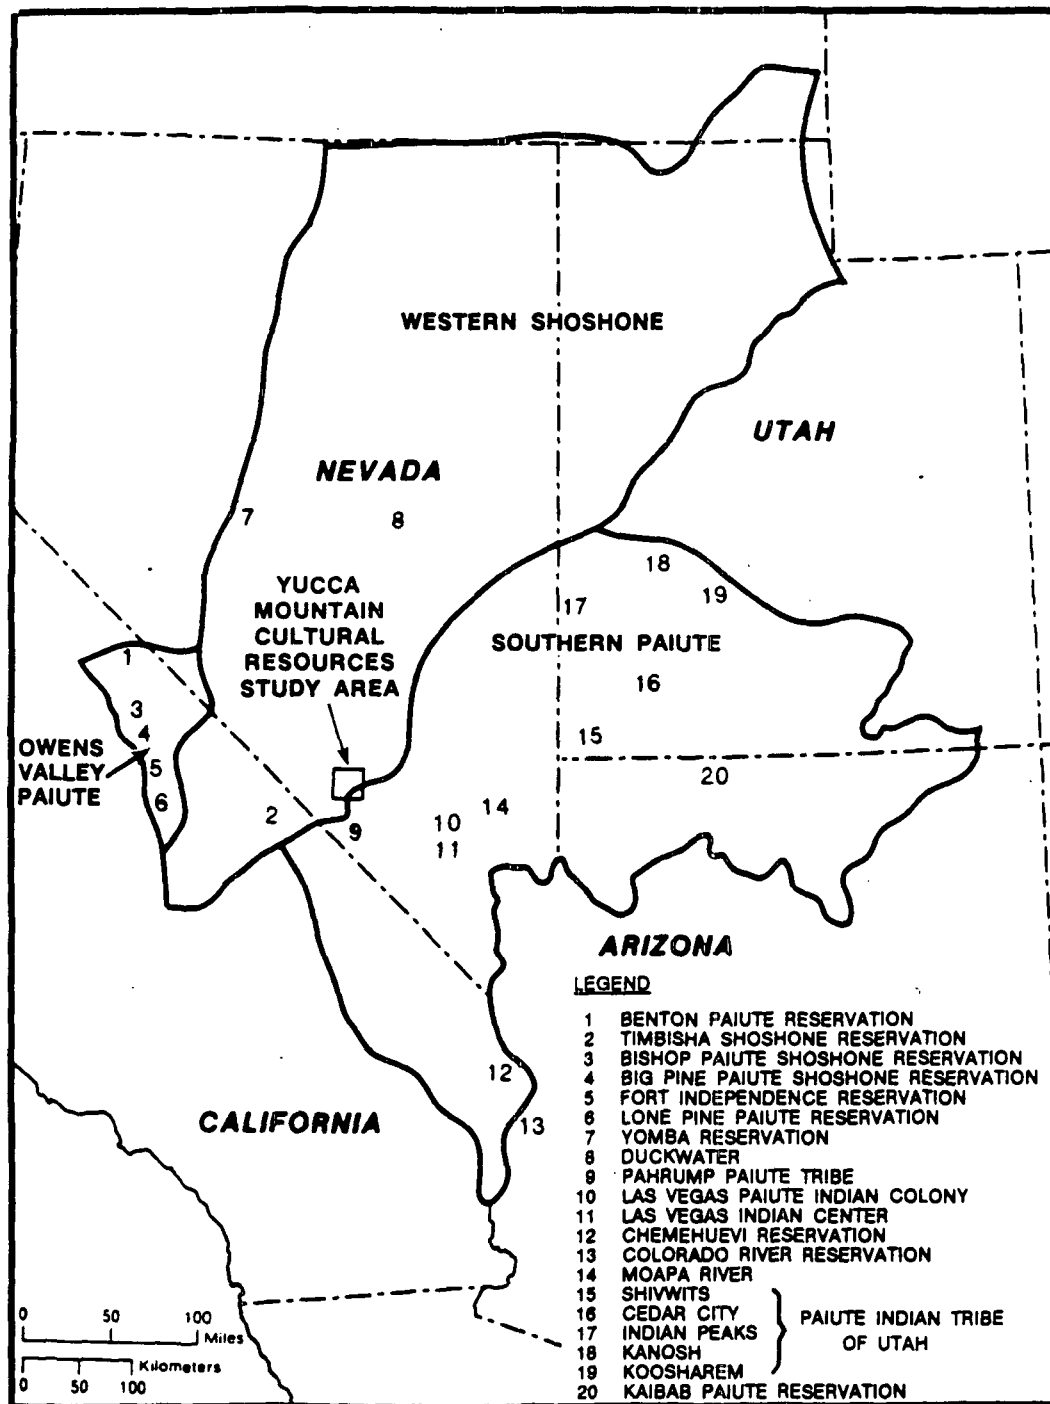 WESTERN SHOSHONE
UTAH
NEVADA
7
8
YUCCA
MOUNTAIN
CULTURAL
RESOURCES
STUDY AREA
18
19
17
SOUTHERN PAIUTE
16
1
3
4
OWENS
VALLEY
PAIUTE
5
6
15
20
2
9
14
10
11
ARIZONA
12
13
CALIFORNIA
LEGEND
1 BENTON PAIUTE RESERVATION
2 TIMBISHA SHOSHONE RESERVATION
3 BISHOP PAIUTE SHOSHONE RESERVATION
4 BIG PINE PAIUTE SHOSHONE RESERVATION
5 FORT INDEPENDENCE RESERVATION
6 LONE PINE PAIUTE RESERVATION
7 YOMBA RESERVATION
8 DUCKWATER
9 PAHRUMP PAIUTE TRIBE
10 LAS VEGAS PAIUTE INDIAN COLONY
11 LAS VEGAS INDIAN CENTER
12 CHEMEHUEVI RESERVATION
13 COLORADO RIVER RESERVATION
14 MOAPA RIVER
15 SHIVWITS
16 CEDAR CITY
17 INDIAN PEAKS
18 KANOSH
19 KOOSHAREM
PAIUTE INDIAN TRIBE
OF UTAH
20 KAIBAB PAIUTE RESERVATION
0 50 100
Miles
Kilometers
0 50 100